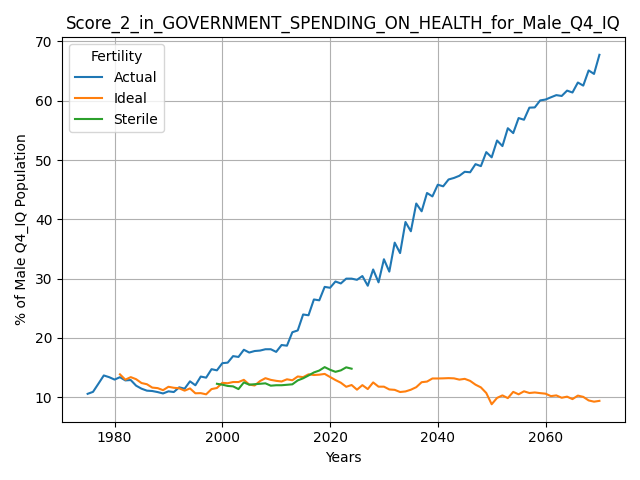 Score_2_in_GOVERNMENT_SPENDING_ON_HEALTH_for_Male_Q4_IQ
Fertility
Actual
Ideal
Sterile
% of Male Q4_IQ Population
70
60
50
40
30
20
10
1980 2000 2020 2040 2060
Years